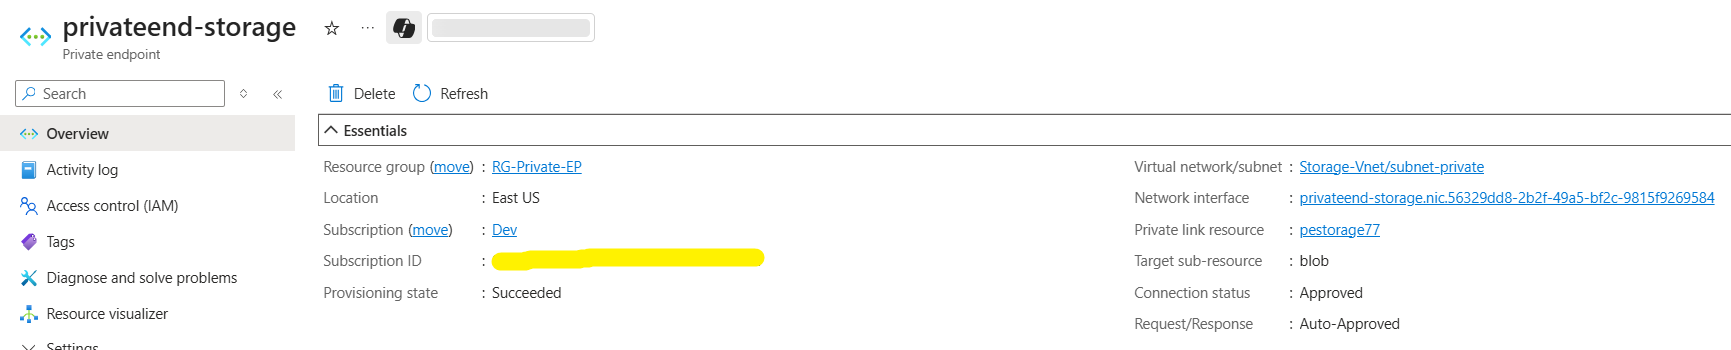 privateend-storage
Private endpoint
Search
Delete
Refresh
Overview
Activity log
Access control (IAM)
Tags
Diagnose and solve problems
Resource visualizer
Settings
Essentials
Resource group (move) : RG-Private-EP
Location : East US
Subscription (move) : Dev
Subscription ID :
Provisioning state : Succeeded
Virtual network/subnet : Storage-Vnet/subnet-private
Network interface : privateend-storage.nic.56329dd8-2b2f-49a5-bf2c-9815f9269584
Private link resource : pestorage77
Target sub-resource : blob
Connection status : Approved
Request/Response : Auto-Approved